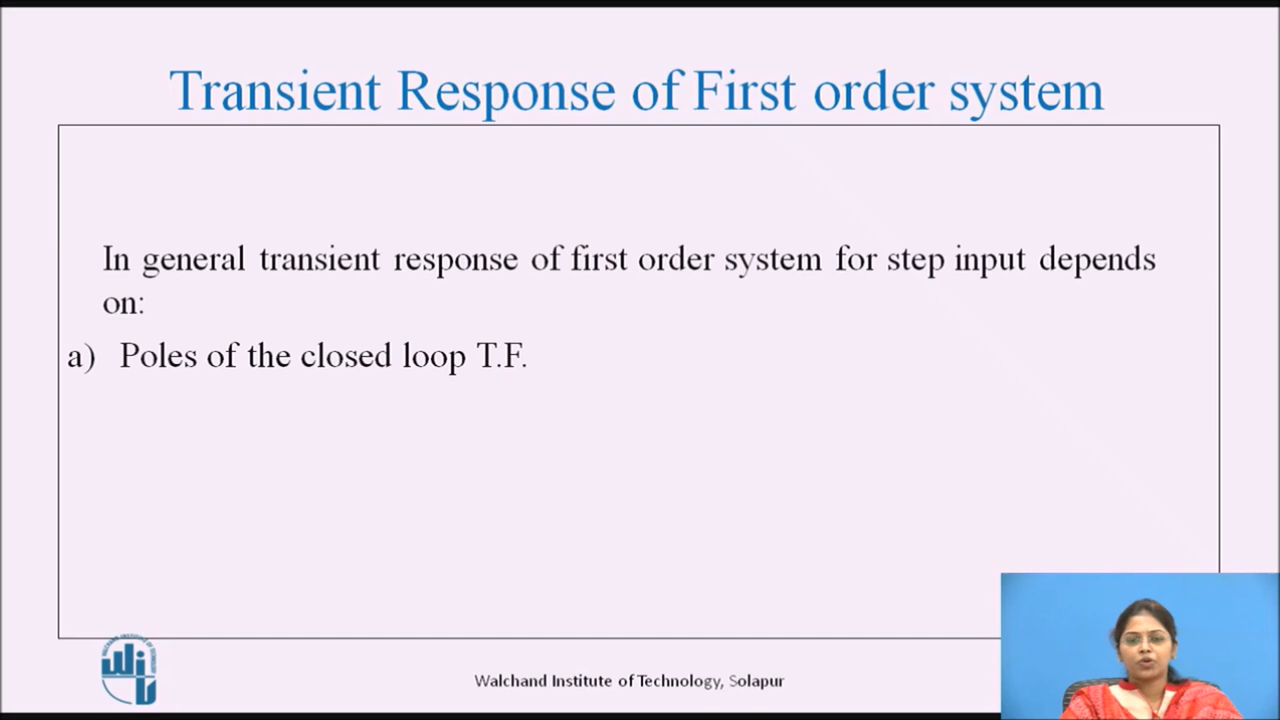 Transient Response of First order system
In general transient response of first order system for step input depends
on:
a) Poles of the closed loop T.F.
Walchand Institute of Technology, Solapur